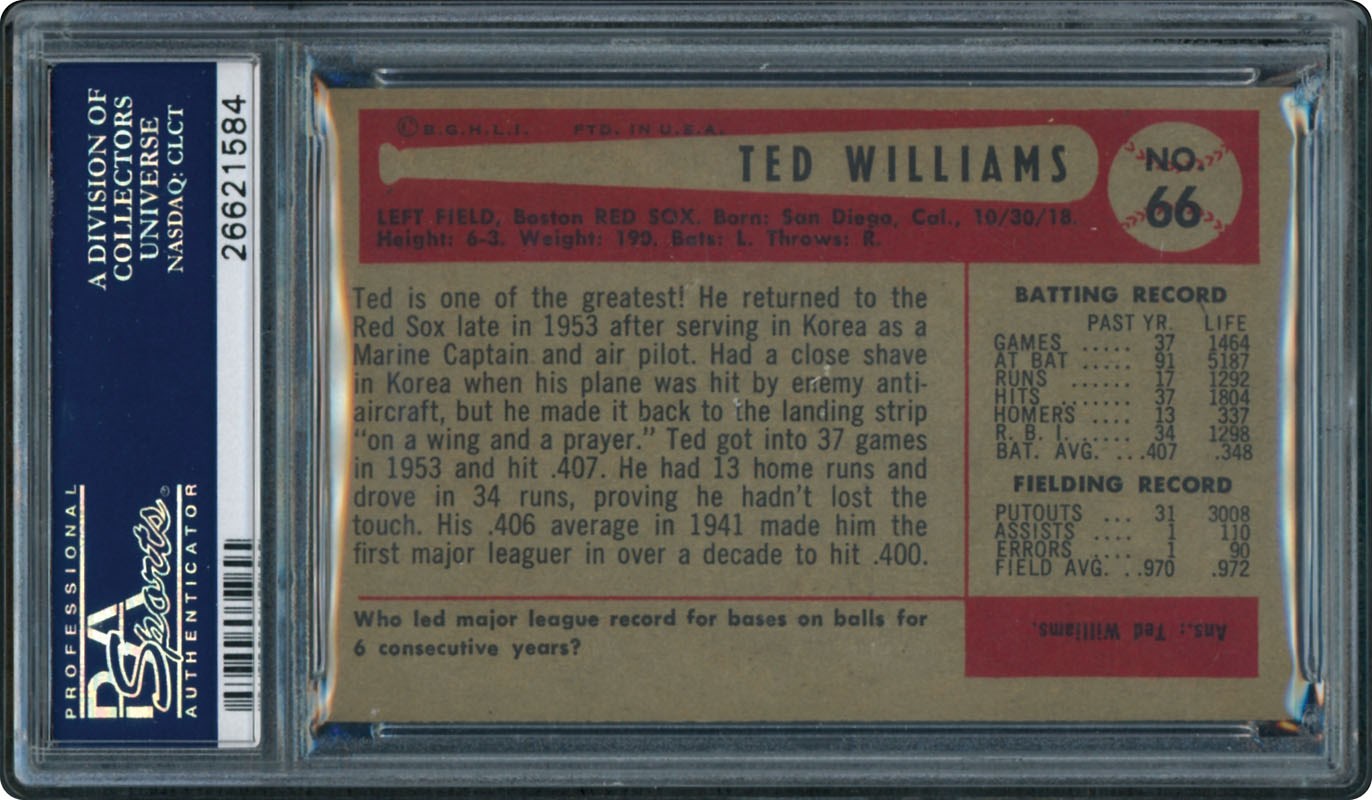 A DIVISION OF
COLLECTORS
UNIVERSE
NASDAQ: CLCT
PROFESSIONAL
PSA
Sports®
AUTHENTICATOR
26621584
© B.G.H.L.I. PTD. IN U.S.A.
TED WILLIAMS
NO.
66
LEFT FIELD, Boston RED SOX. Born: San Diego, Cal., 10/30/18.
Height: 6-3. Weight: 190. Bats: L. Throws: R.
Ted is one of the greatest! He returned to the
Red Sox late in 1953 after serving in Korea as a
Marine Captain and air pilot. Had a close shave
in Korea when his plane was hit by enemy anti-
aircraft, but he made it back to the landing strip
“on a wing and a prayer.” Ted got into 37 games
in 1953 and hit .407. He had 13 home runs and
drove in 34 runs, proving he hadn't lost the
touch. His .406 average in 1941 made him the
first major leaguer in over a decade to hit .400.
BATTING RECORD
PAST YR. LIFE
GAMES ..... 37 1464
AT BAT ..... 91 5187
RUNS ...... 17 1292
HITS ....... 37 1804
HOMERS .... 13 337
R. B. I. ..... 34 1298
BAT. AVG. ...407 .348
FIELDING RECORD
PUTOUTS ... 31 3008
ASSISTS .... 1 110
ERRORS .... 1 90
FIELD AVG. ..970 .972
Who led major league record for bases on balls for
6 consecutive years?
Ans.: Ted Williams.